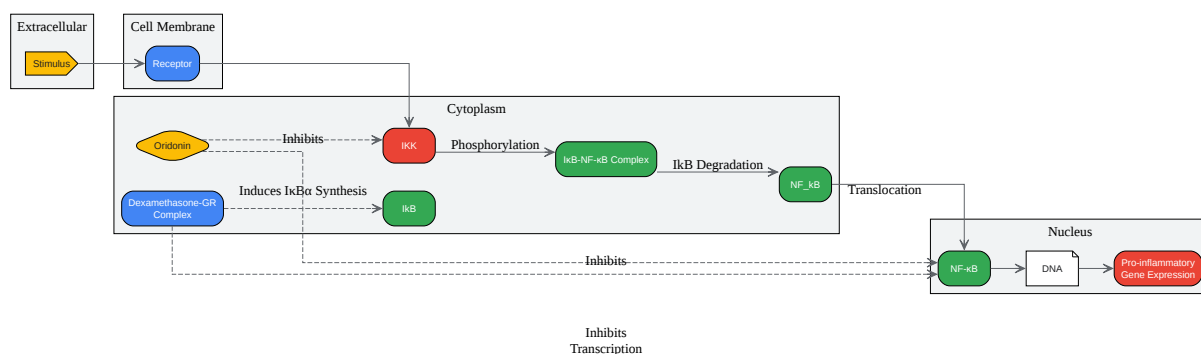 Extracellular
Stimulus
Cell Membrane
Receptor
Cytoplasm
Oridonin
Inhibits
IKK
Phosphorylation
IκB-NF-κB Complex
IkB Degradation
NF_kB
Translocation
Dexamethasone-GR
Complex
Induces IκBα Synthesis
IkB
Nucleus
Inhibits
NF-κB
DNA
Pro-inflammatory
Gene Expression
Inhibits
Transcription